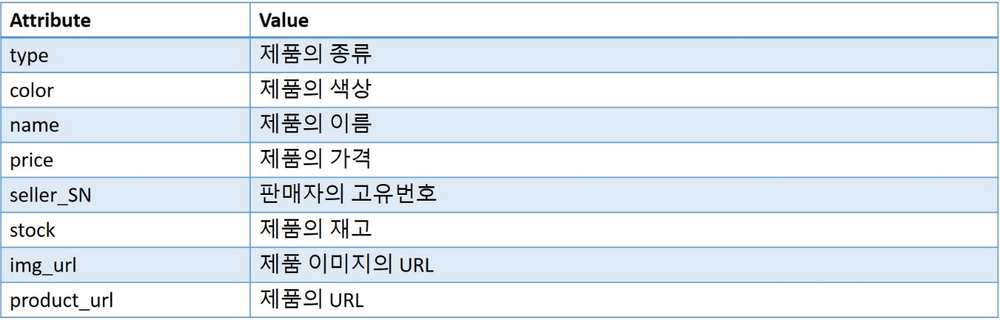 Attribute Value
type 제품의 종류
color 제품의 색상
name 제품의 이름
price 제품의 가격
seller_SN 판매자의 고유번호
stock 제품의 재고
img_url 제품 이미지의 URL
product_url 제품의 URL